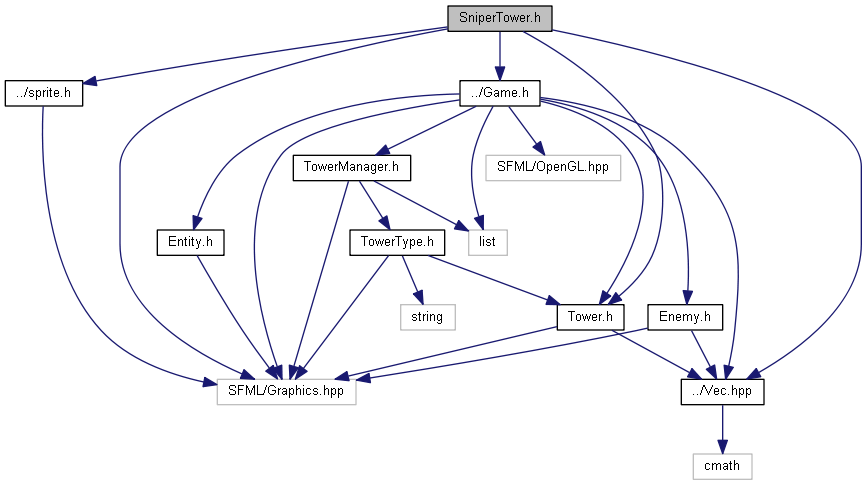 SniperTower.h
../sprite.h
../Game.h
TowerManager.h
SFML/OpenGL.hpp
Entity.h
TowerType.h
list
string
Tower.h
Enemy.h
SFML/Graphics.hpp
../Vec.hpp
cmath